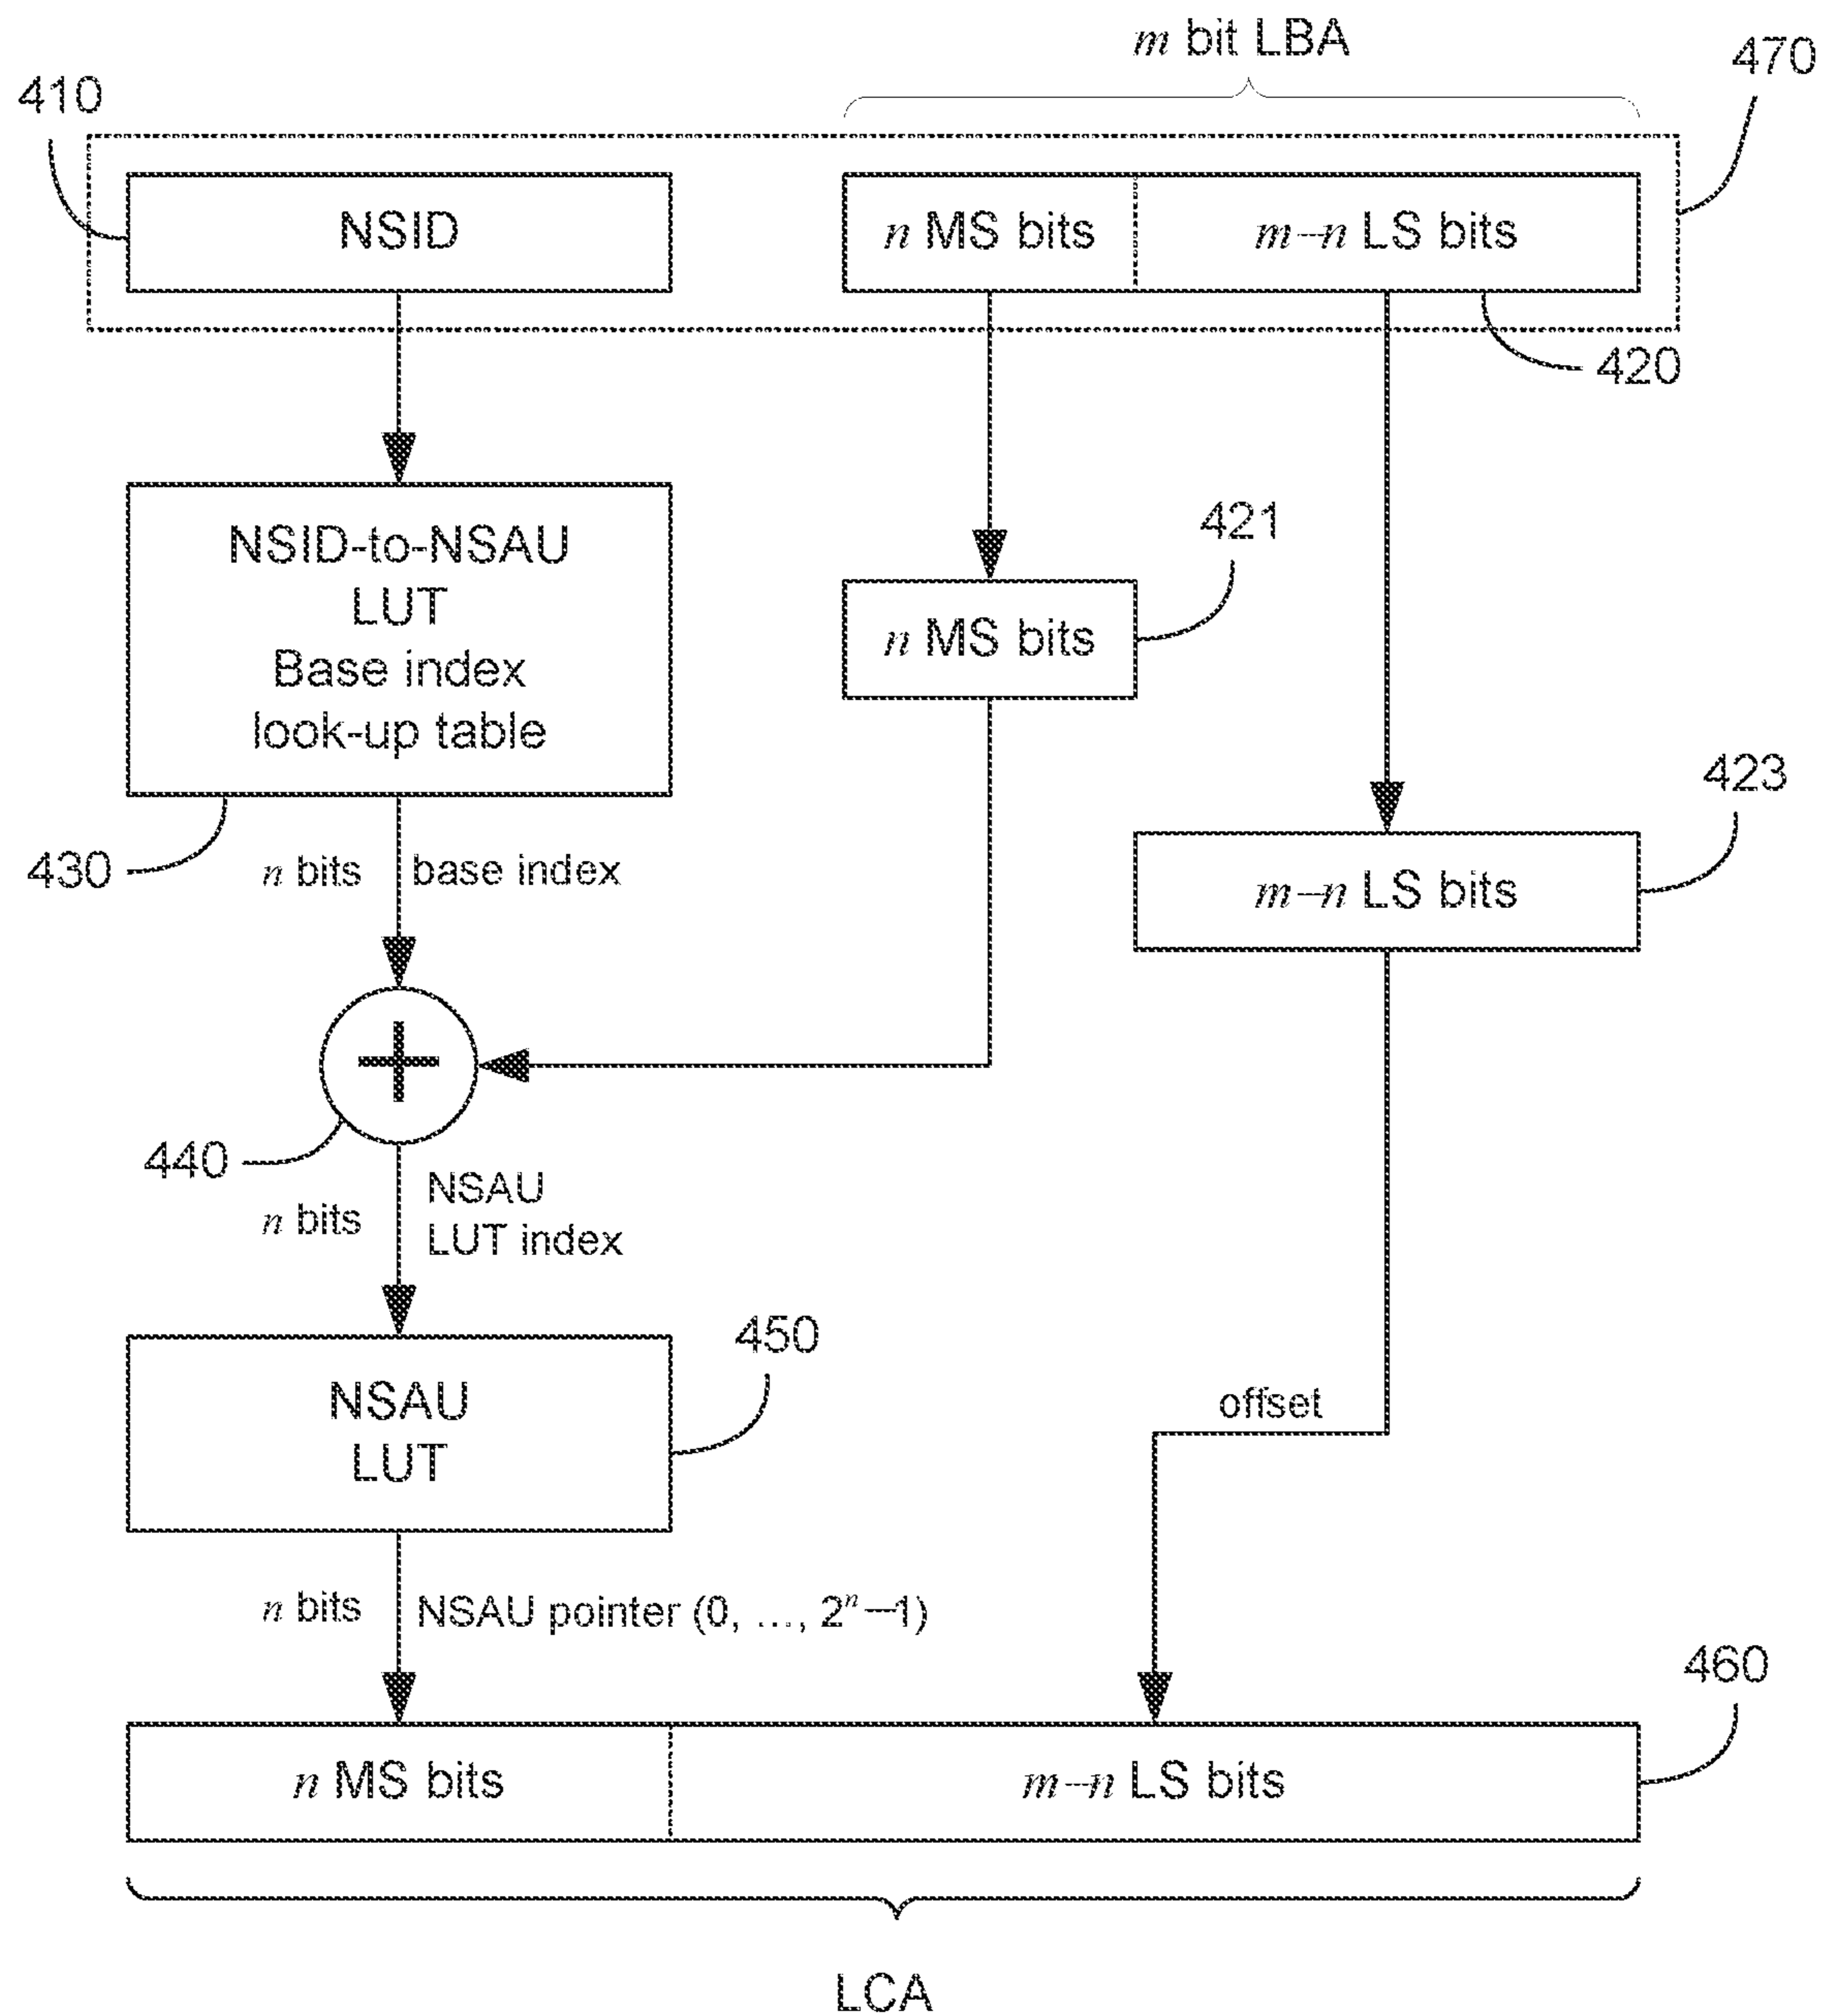 m bit LBA
470
410
NSID
n MS bits
m–n LS bits
420
NSID-to-NSAU
LUT
Base index
look-up table
421
n MS bits
423
430
n bits
base index
m–n LS bits
+
440
n bits
NSAU
LUT index
450
NSAU
LUT
offset
n bits
NSAU pointer (0, ..., 2ⁿ–1)
460
n MS bits
m–n LS bits
LCA